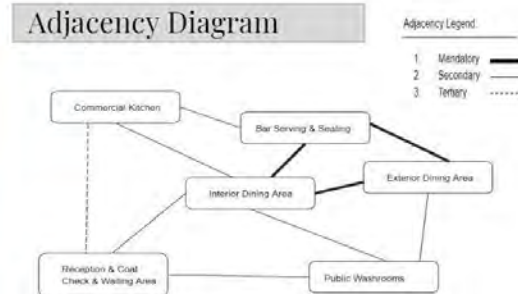 Adjacency Diagram
Adjacency Legend
1 Mandatory
2 Secondary
3 Tertiary
Commercial Kitchen
Bar Serving & Seating
Interior Dining Area
Exterior Dining Area
Reception & Coat
Check & Waiting Area
Public Washrooms